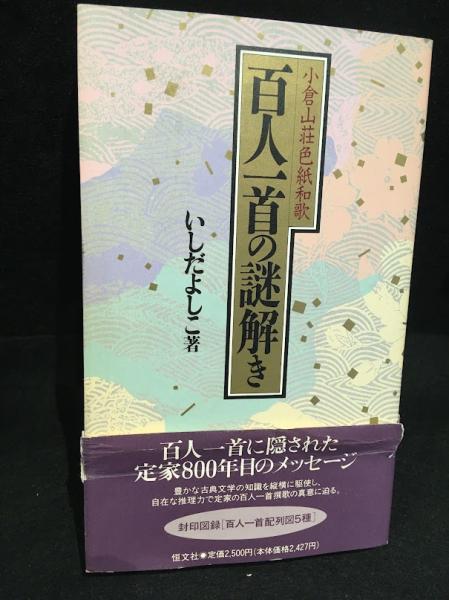 小倉山荘色紙和歌
百人一首の謎解き
いしだよしこ著
百人一首に隠された
定家800年目のメッセージ
豊かな古典文学の知識を縦横に駆使し、
自在な推理力で定家の百人一首撰歌の真意に迫る。
封印図録[百人一首配列図5種]
恒文社●定価2,500円(本体価格2,427円)